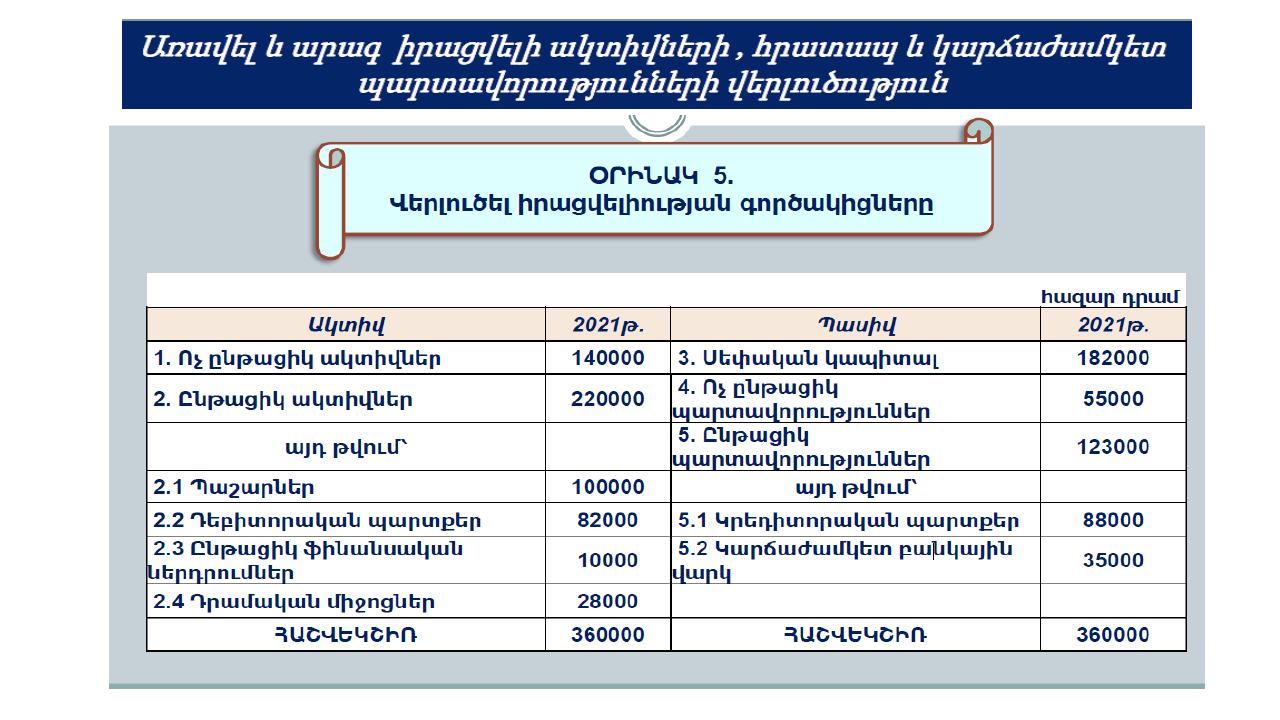 Առավել և արագ իրացվելի ակտիվների , հրատապ և կարճաժամկետ
պարտավորությունների վերլուծություն
ՕՐԻՆԱԿ 5.
Վերլուծել իրացվելիության գործակիցները
հազար դրամ
Ակտիվ 2021թ. Պասիվ 2021թ.
1. Ոչ ընթացիկ ակտիվներ 140000 3. Սեփական կապիտալ 182000
2. Ընթացիկ ակտիվներ 220000 4. Ոչ ընթացիկ
պարտավորություններ 55000
այդ թվում՝ 5. Ընթացիկ
պարտավորություններ 123000
2.1 Պաշարներ 100000 այդ թվում՝
2.2 Դեբիտորական պարտքեր 82000 5.1 Կրեդիտորական պարտքեր 88000
2.3 Ընթացիկ ֆինանսական
ներդրումներ 10000 5.2 Կարճաժամկետ բանկային
վարկ 35000
2.4 Դրամական միջոցներ 28000
ՀԱՇՎԵԿՇԻՌ 360000 ՀԱՇՎԵԿՇԻՌ 360000